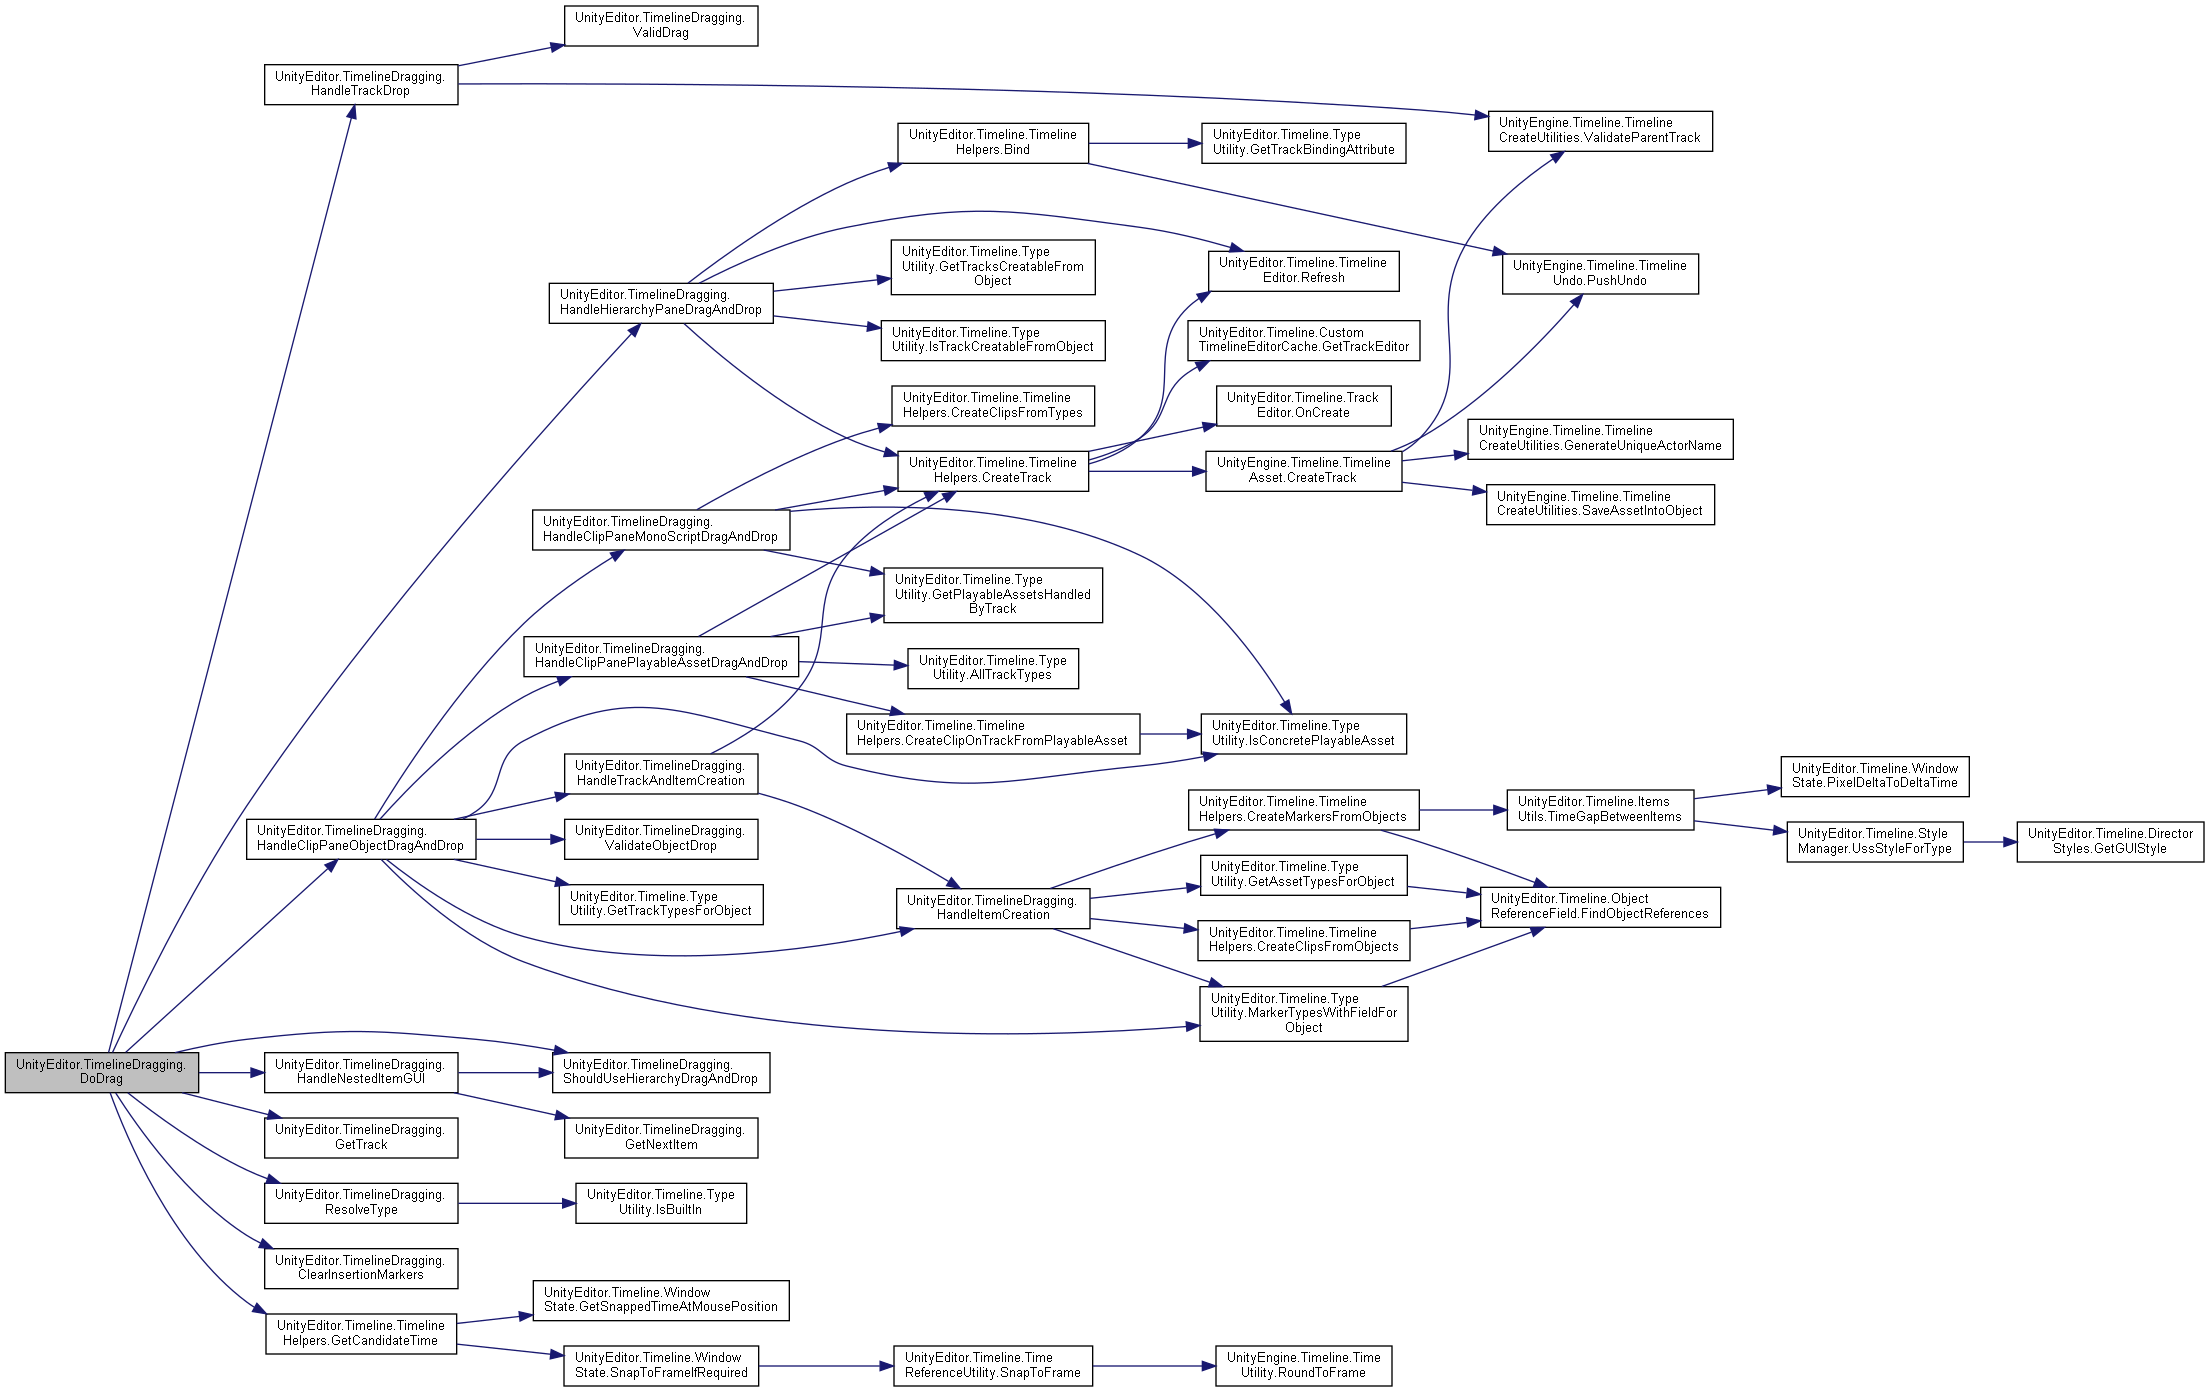 UnityEditor.TimelineDragging.
ValidDrag
UnityEditor.TimelineDragging.
HandleTrackDrop
UnityEngine.Timeline.Timeline
CreateUtilities.ValidateParentTrack
UnityEditor.Timeline.Timeline
Helpers.Bind
UnityEditor.Timeline.Type
Utility.GetTrackBindingAttribute
UnityEditor.Timeline.Type
Utility.GetTracksCreatableFrom
Object
UnityEditor.Timeline.Timeline
Editor.Refresh
UnityEngine.Timeline.Timeline
Undo.PushUndo
UnityEditor.TimelineDragging.
HandleHierarchyPaneDragAndDrop
UnityEditor.Timeline.Type
Utility.IsTrackCreatableFromObject
UnityEditor.Timeline.Custom
TimelineEditorCache.GetTrackEditor
UnityEditor.Timeline.Timeline
Helpers.CreateClipsFromTypes
UnityEditor.Timeline.Track
Editor.OnCreate
UnityEngine.Timeline.Timeline
CreateUtilities.GenerateUniqueActorName
UnityEditor.Timeline.Timeline
Helpers.CreateTrack
UnityEngine.Timeline.Timeline
Asset.CreateTrack
UnityEngine.Timeline.Timeline
CreateUtilities.SaveAssetIntoObject
UnityEditor.TimelineDragging.
HandleClipPaneMonoScriptDragAndDrop
UnityEditor.Timeline.Type
Utility.GetPlayableAssetsHandled
ByTrack
UnityEditor.TimelineDragging.
HandleClipPanePlayableAssetDragAndDrop
UnityEditor.Timeline.Type
Utility.AllTrackTypes
UnityEditor.Timeline.Timeline
Helpers.CreateClipOnTrackFromPlayableAsset
UnityEditor.Timeline.Type
Utility.IsConcretePlayableAsset
UnityEditor.TimelineDragging.
HandleTrackAndItemCreation
UnityEditor.Timeline.Window
State.PixelDeltaToDeltaTime
UnityEditor.Timeline.Timeline
Helpers.CreateMarkersFromObjects
UnityEditor.Timeline.Items
Utils.TimeGapBetweenItems
UnityEditor.TimelineDragging.
HandleClipPaneObjectDragAndDrop
UnityEditor.TimelineDragging.
ValidateObjectDrop
UnityEditor.Timeline.Style
Manager.UssStyleForType
UnityEditor.Timeline.Director
Styles.GetGUIStyle
UnityEditor.Timeline.Type
Utility.GetAssetTypesForObject
UnityEditor.Timeline.Type
Utility.GetTrackTypesForObject
UnityEditor.TimelineDragging.
HandleItemCreation
UnityEditor.Timeline.Object
ReferenceField.FindObjectReferences
UnityEditor.Timeline.Timeline
Helpers.CreateClipsFromObjects
UnityEditor.Timeline.Type
Utility.MarkerTypesWithFieldFor
Object
UnityEditor.TimelineDragging.
DoDrag
UnityEditor.TimelineDragging.
HandleNestedItemGUI
UnityEditor.TimelineDragging.
ShouldUseHierarchyDragAndDrop
UnityEditor.TimelineDragging.
GetTrack
UnityEditor.TimelineDragging.
GetNextItem
UnityEditor.TimelineDragging.
ResolveType
UnityEditor.Timeline.Type
Utility.IsBuiltIn
UnityEditor.TimelineDragging.
ClearInsertionMarkers
UnityEditor.Timeline.Window
State.GetSnappedTimeAtMousePosition
UnityEditor.Timeline.Timeline
Helpers.GetCandidateTime
UnityEditor.Timeline.Window
State.SnapToFrameIfRequired
UnityEditor.Timeline.Time
ReferenceUtility.SnapToFrame
UnityEngine.Timeline.Time
Utility.RoundToFrame